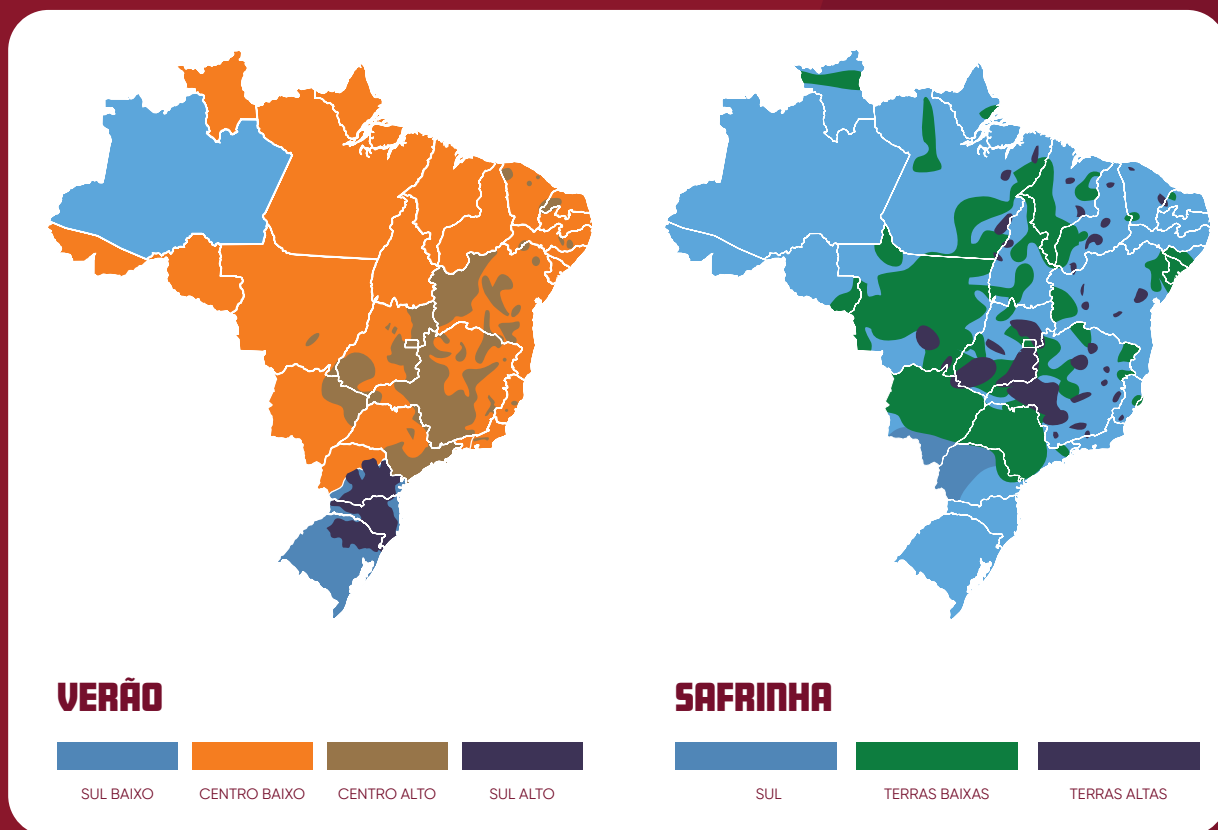 VERÃO
SUL BAIXO
CENTRO BAIXO
CENTRO ALTO
SUL ALTO
SAFRINHA
SUL
TERRAS BAIXAS
TERRAS ALTAS